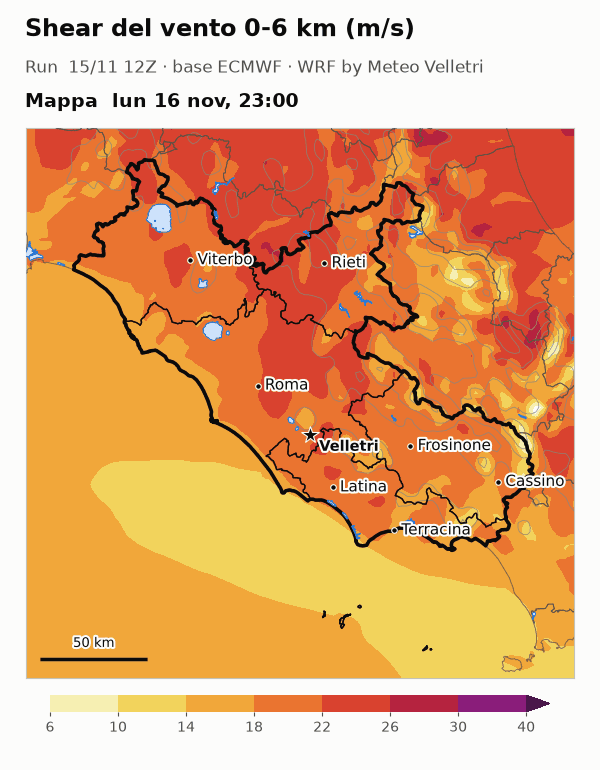 Shear del vento 0-6 km (m/s)
Run  15/11 12Z · base ECMWF · WRF by Meteo Velletri
Mappa  lun 16 nov, 23:00
Viterbo
Rieti
Roma
Velletri
Frosinone
Latina
Cassino
Terracina
50 km
6 10 14 18 22 26 30 40